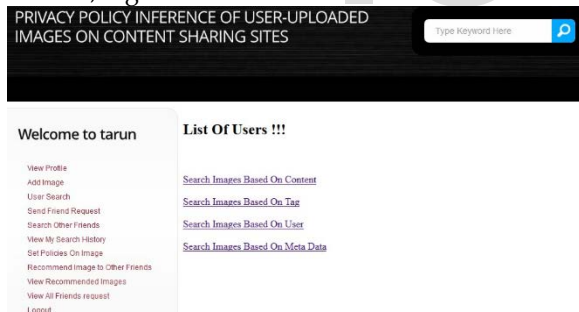 PRIVACY POLICY INFERENCE OF USER-UPLOADED
IMAGES ON CONTENT SHARING SITES
Type Keyword Here
Welcome to tarun
View Profile
Add Image
User Search
Send Friend Request
Search Other Friends
View My Search History
Set Policies On Image
Recommend Image to Other Friends
View Recommended Images
View All Friends request
Logout
List Of Users !!!
Search Images Based On Content
Search Images Based On Tag
Search Images Based On User
Search Images Based On Meta Data